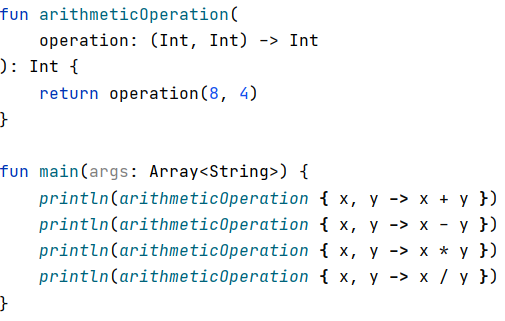 fun arithmeticOperation(
    operation: (Int, Int) -> Int
): Int {
    return operation(8, 4)
}

fun main(args: Array<String>) {
    println(arithmeticOperation { x, y -> x + y })
    println(arithmeticOperation { x, y -> x - y })
    println(arithmeticOperation { x, y -> x * y })
    println(arithmeticOperation { x, y -> x / y })
}